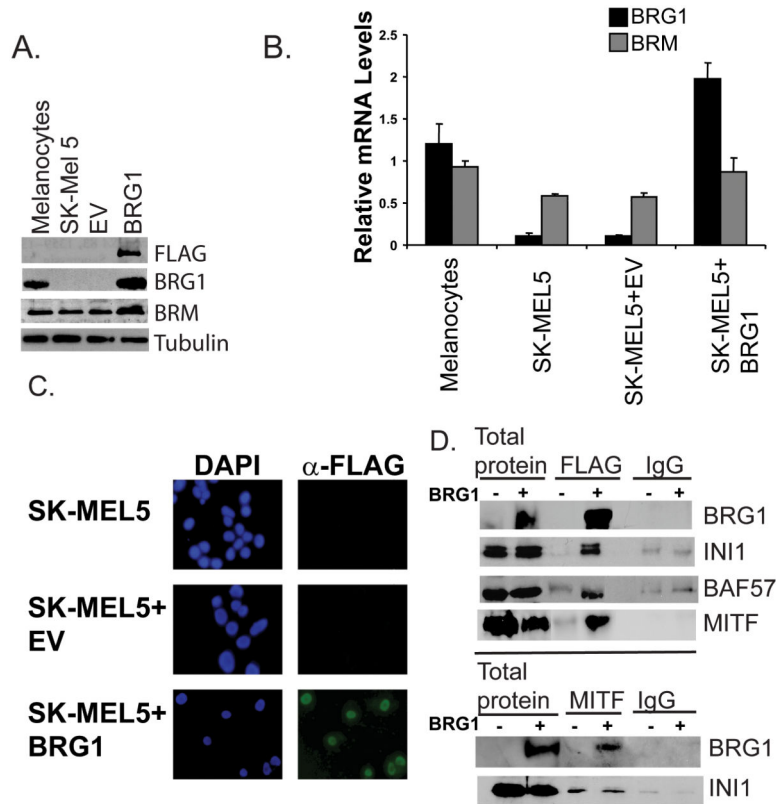 A.
Melanocytes
SK-Mel 5
EV
BRG1
FLAG
BRG1
BRM
Tubulin
B.
BRG1
BRM
Relative mRNA Levels
2.5
2
1.5
1
0.5
0
Melanocytes
SK-MEL5
SK-MEL5+EV
SK-MEL5+
BRG1
C.
DAPI α-FLAG
SK-MEL5
SK-MEL5+
EV
SK-MEL5+
BRG1
D.
Total
protein FLAG IgG
BRG1 - + - + - +
BRG1
INI1
BAF57
MITF
Total
protein MITF IgG
BRG1 - + - + - +
BRG1
INI1